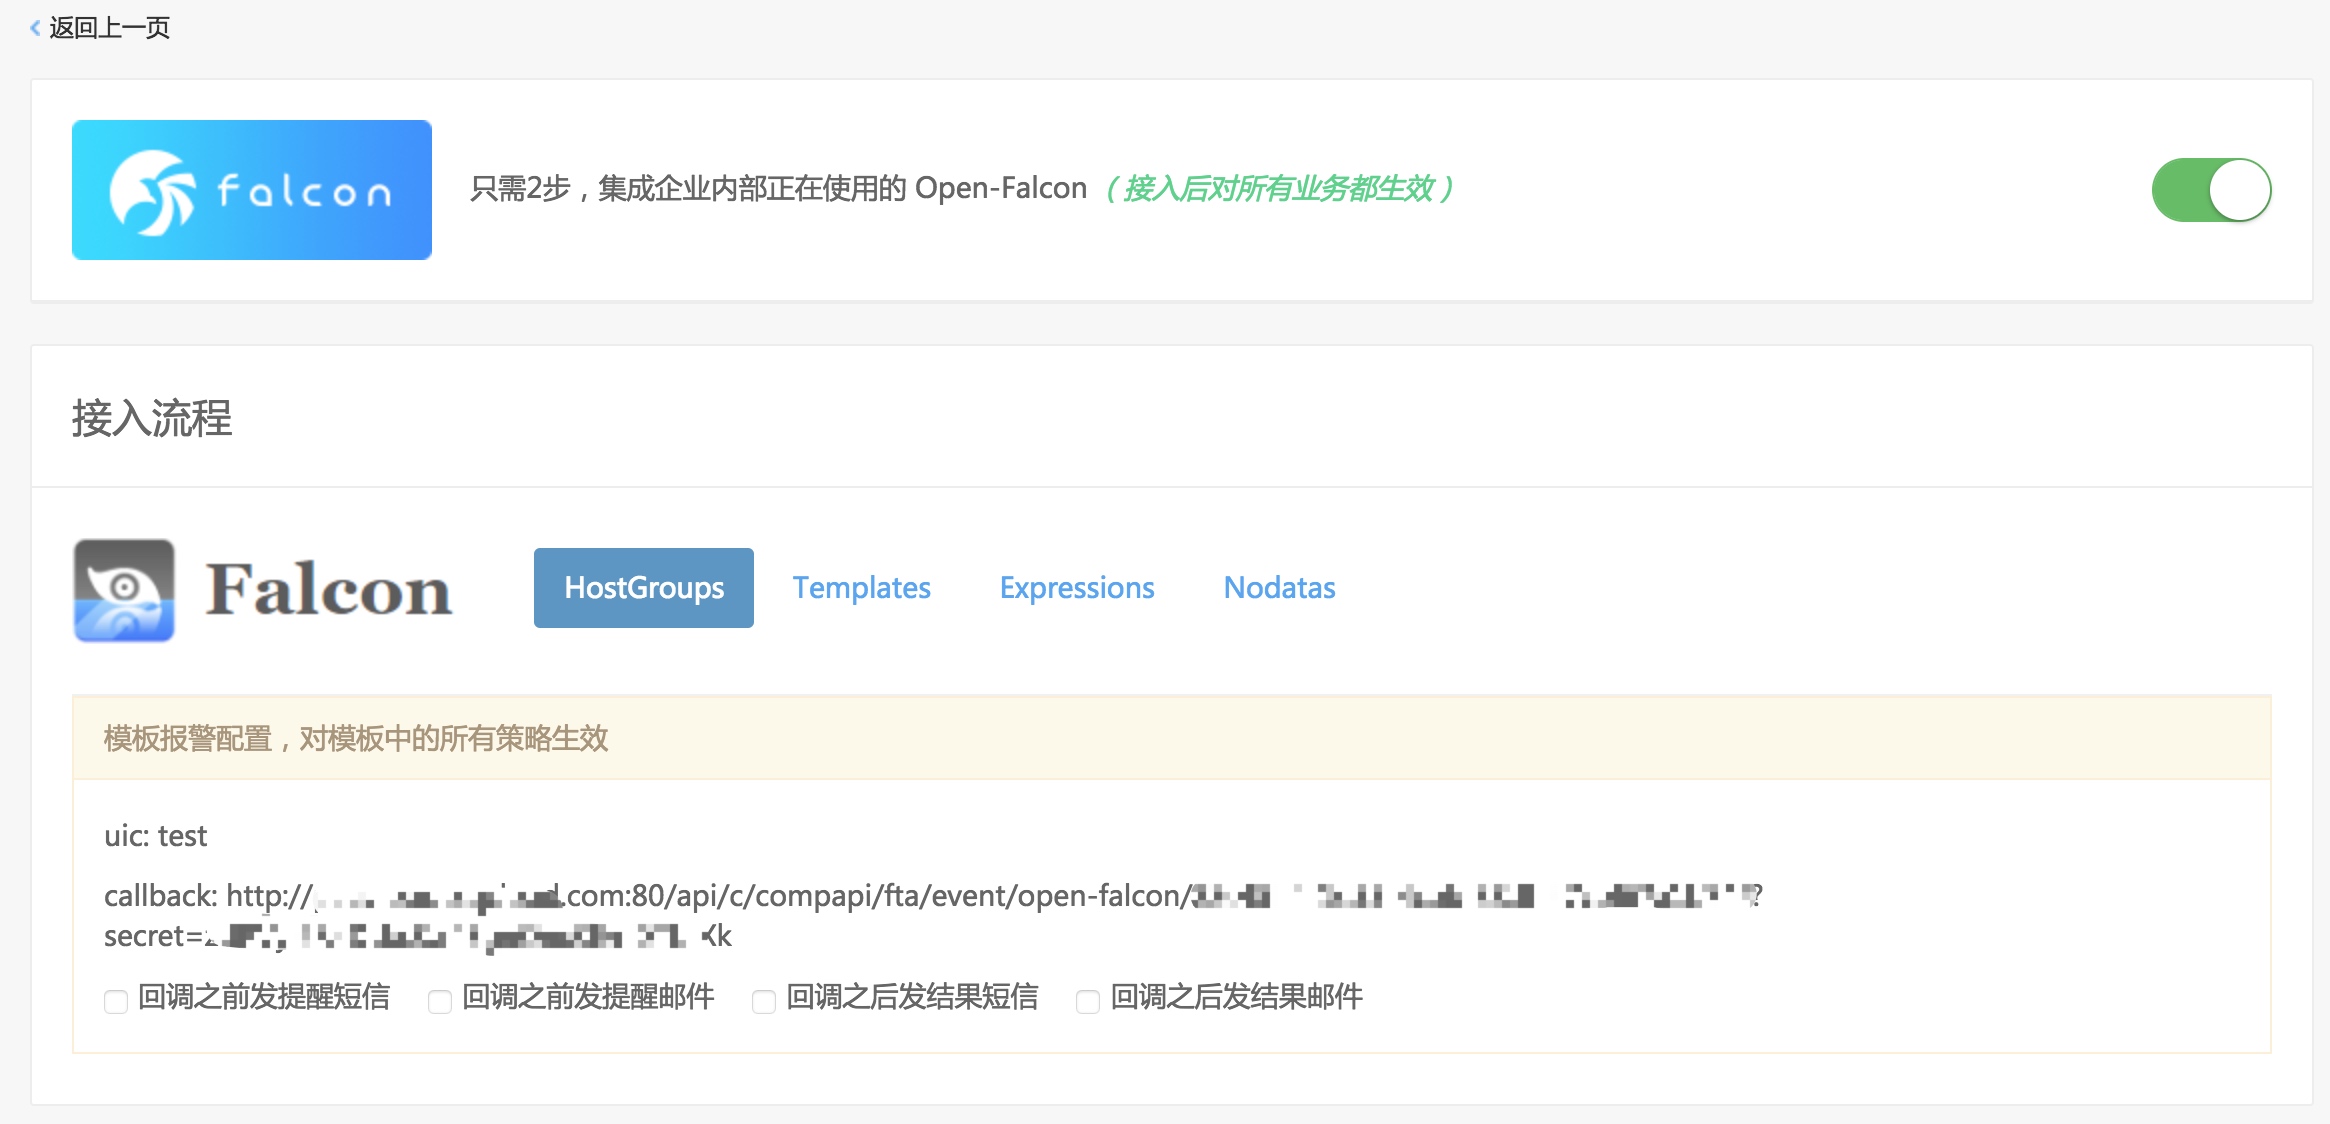 返回上一页
falcon
只需2步，集成企业内部正在使用的 Open-Falcon （接入后对所有业务都生效）
接入流程
Falcon HostGroups Templates Expressions Nodatas
模板报警配置，对模板中的所有策略生效
uic: test
callback: http:// .com:80/api/c/compapi/fta/event/open-falcon/ ?
secret= Kk
回调之前发提醒短信 回调之前发提醒邮件 回调之后发结果短信 回调之后发结果邮件